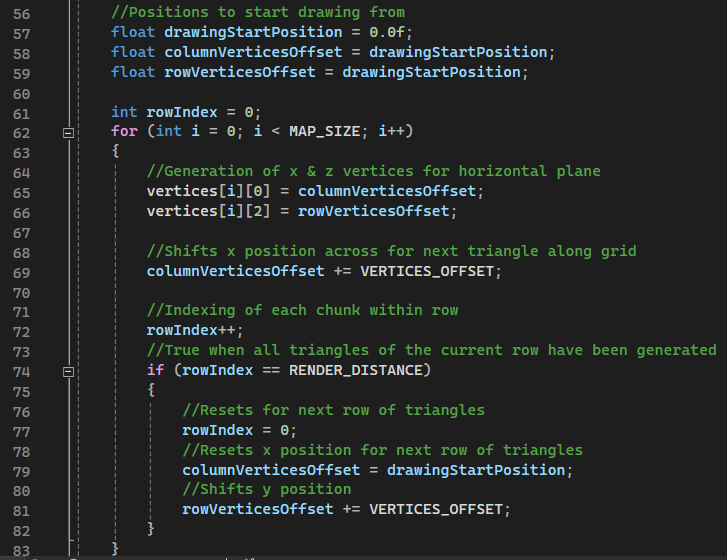 56 //Positions to start drawing from
57 float drawingStartPosition = 0.0f;
58 float columnVerticesOffset = drawingStartPosition;
59 float rowVerticesOffset = drawingStartPosition;
60
61 int rowIndex = 0;
62 for (int i = 0; i < MAP_SIZE; i++)
63 {
64 //Generation of x & z vertices for horizontal plane
65 vertices[i][0] = columnVerticesOffset;
66 vertices[i][2] = rowVerticesOffset;
67
68 //Shifts x position across for next triangle along grid
69 columnVerticesOffset += VERTICES_OFFSET;
70
71 //Indexing of each chunk within row
72 rowIndex++;
73 //True when all triangles of the current row have been generated
74 if (rowIndex == RENDER_DISTANCE)
75 {
76 //Resets for next row of triangles
77 rowIndex = 0;
78 //Resets x position for next row of triangles
79 columnVerticesOffset = drawingStartPosition;
80 //Shifts y position
81 rowVerticesOffset += VERTICES_OFFSET;
82 }
83 }